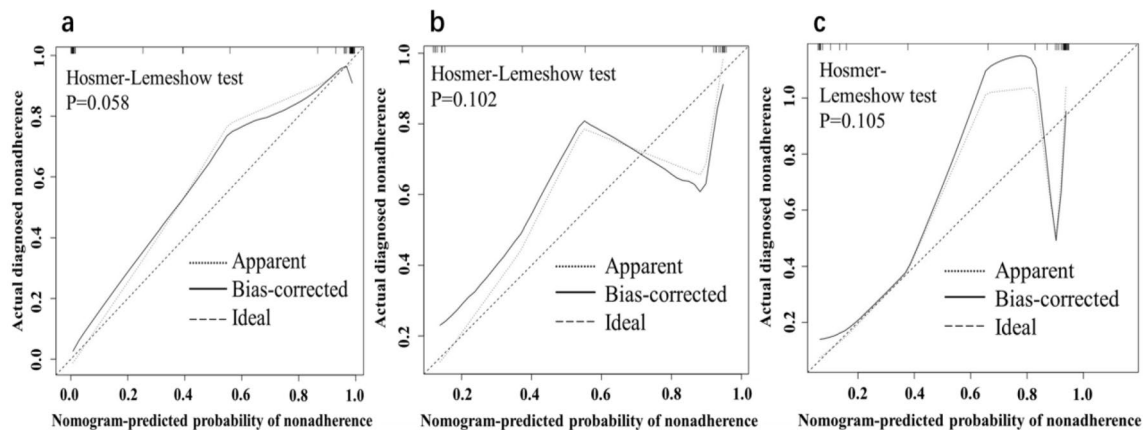 a
Hosmer-Lemeshow test
P=0.058
Actual diagnosed nonadherence
1.0
0.8
0.6
0.4
0.2
0.0
Apparent
Bias-corrected
Ideal
0.0 0.2 0.4 0.6 0.8 1.0
Nomogram-predicted probability of nonadherence
b
Hosmer-Lemeshow test
P=0.102
Actual diagnosed nonadherence
1.0
0.8
0.6
0.4
0.2
Apparent
Bias-corrected
Ideal
0.2 0.4 0.6 0.8 1.0
Nomogram-predicted probability of nonadherence
c
Hosmer-
Lemeshow test
P=0.105
Actual diagnosed nonadherence
1.0
0.8
0.6
0.4
0.2
Apparent
Bias-corrected
Ideal
0.2 0.4 0.6 0.8 1.0
Nomogram-predicted probability of nonadherence